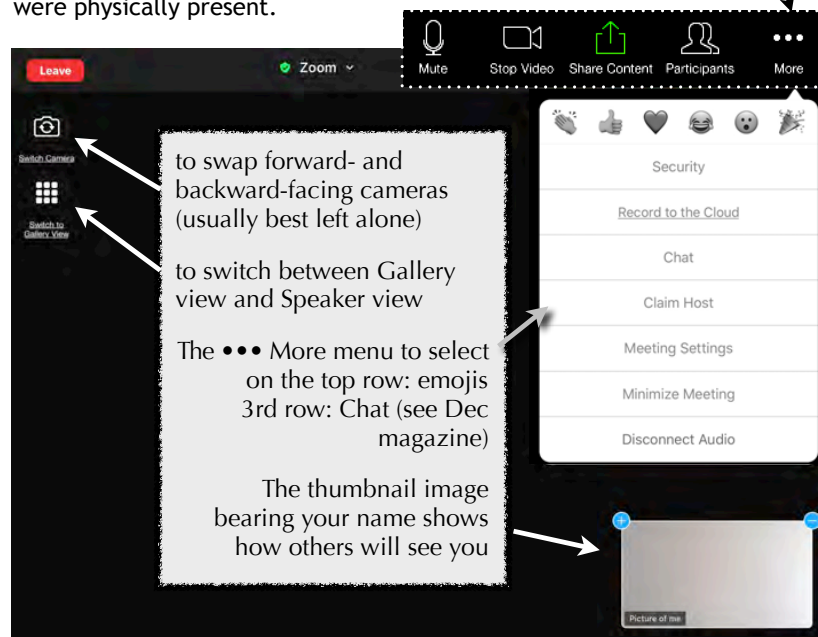 were physically present.
Mute
Stop Video
Share Content
Participants
More
Leave
Zoom
Switch Camera
Switch to
Gallery View
to swap forward- and
backward-facing cameras
(usually best left alone)
to switch between Gallery
view and Speaker view
The ••• More menu to select
on the top row: emojis
3rd row: Chat (see Dec
magazine)
The thumbnail image
bearing your name shows
how others will see you
Security
Record to the Cloud
Chat
Claim Host
Meeting Settings
Minimize Meeting
Disconnect Audio
Picture of me